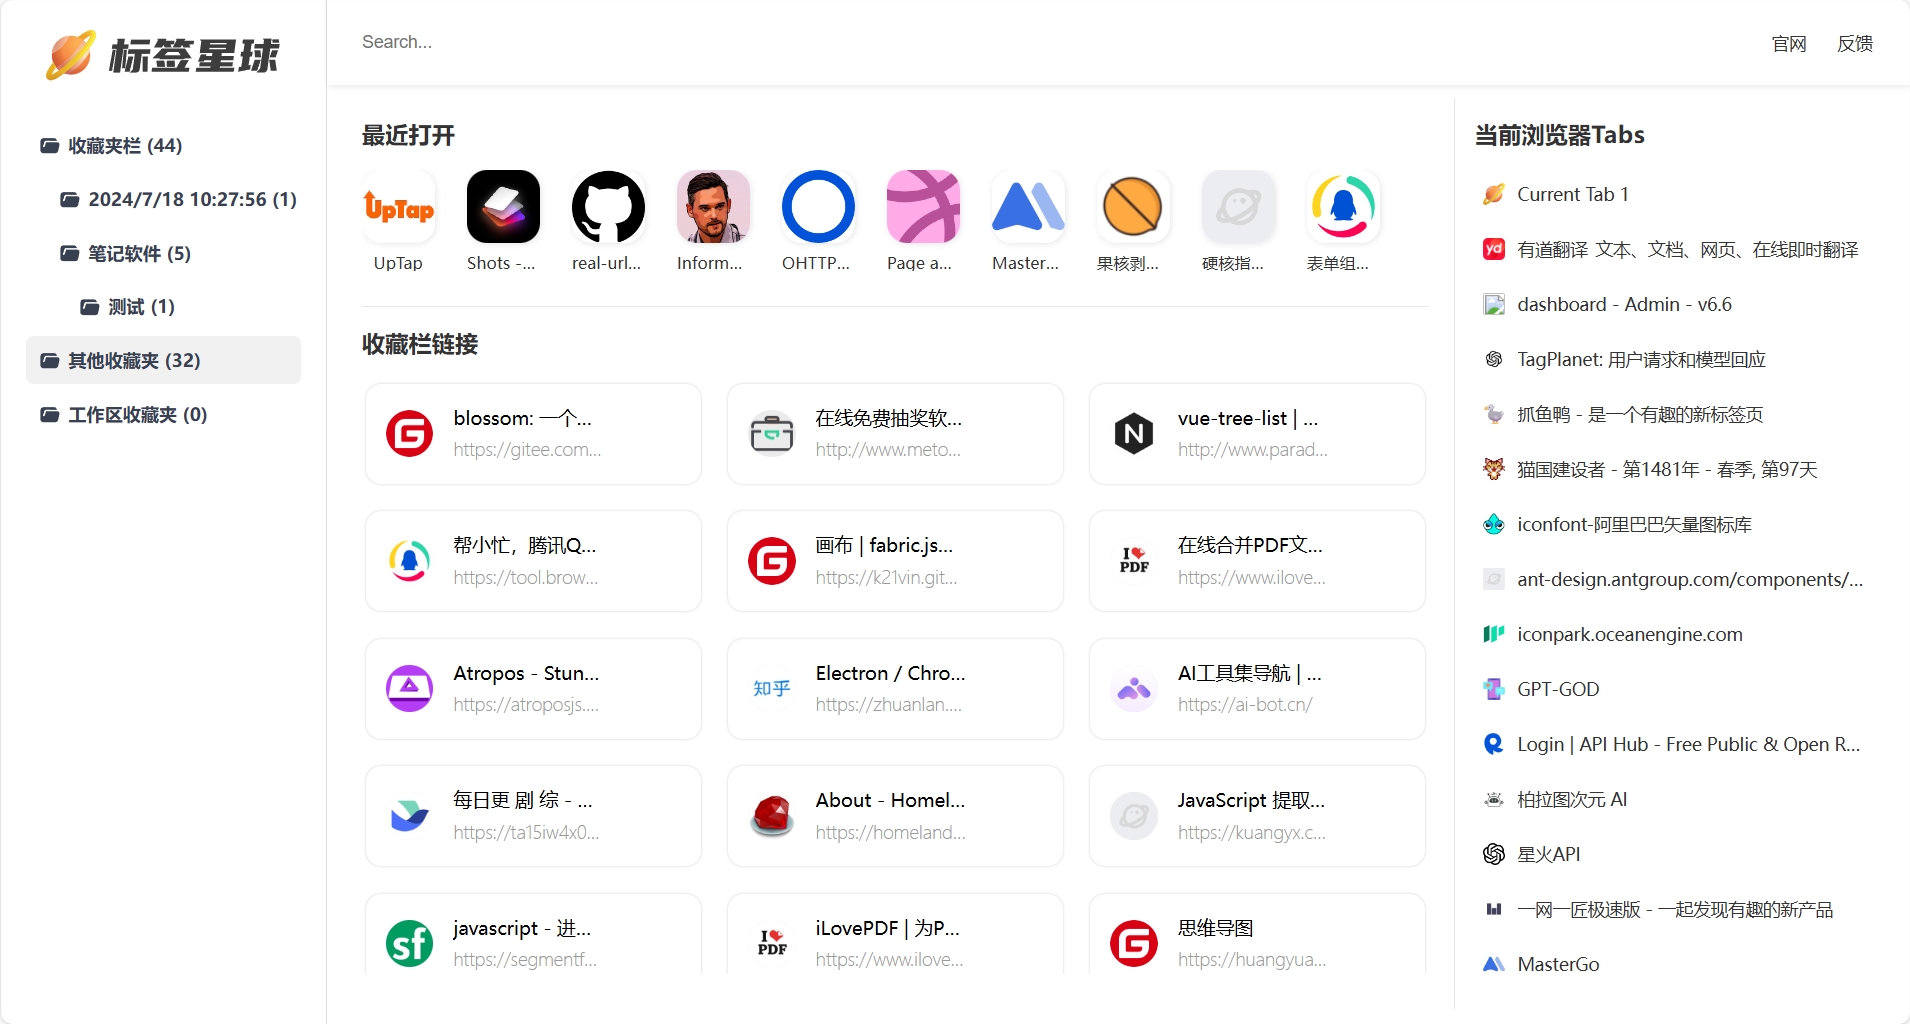 标签星球
Search...
官网
反馈
收藏夹栏 (44)
2024/7/18 10:27:56 (1)
笔记软件 (5)
测试 (1)
其他收藏夹 (32)
工作区收藏夹 (0)
最近打开
UpTap
UpTap
Shots -...
real-url...
Inform...
OHTTP...
Page a...
Master...
果核剥...
硬核指...
表单组...
收藏栏链接
blossom: 一个...
https://gitee.com...
在线免费抽奖软...
http://www.meto...
N
vue-tree-list | ...
http://www.parad...
帮小忙，腾讯Q...
https://tool.brow...
画布 | fabric.js...
https://k21vin.git...
I PDF
在线合并PDF文...
https://www.ilove...
Atropos - Stun...
https://atroposjs....
知乎
Electron / Chro...
https://zhuanlan....
AI工具集导航 | ...
https://ai-bot.cn/
每日更 剧 综 - ...
https://ta15iw4x0...
About - Homel...
https://homeland...
JavaScript 提取...
https://kuangyx.c...
sf
javascript - 进...
https://segmentf...
I PDF
iLovePDF | 为P...
https://www.ilove...
思维导图
https://huangyua...
当前浏览器Tabs
Current Tab 1
yd
有道翻译_文本、文档、网页、在线即时翻译
dashboard - Admin - v6.6
TagPlanet: 用户请求和模型回应
抓鱼鸭 - 是一个有趣的新标签页
猫国建设者 - 第1481年 - 春季, 第97天
iconfont-阿里巴巴矢量图标库
ant-design.antgroup.com/components/...
iconpark.oceanengine.com
GPT-GOD
Login | API Hub - Free Public & Open R...
柏拉图次元 AI
星火API
一网一匠极速版 - 一起发现有趣的新产品
MasterGo